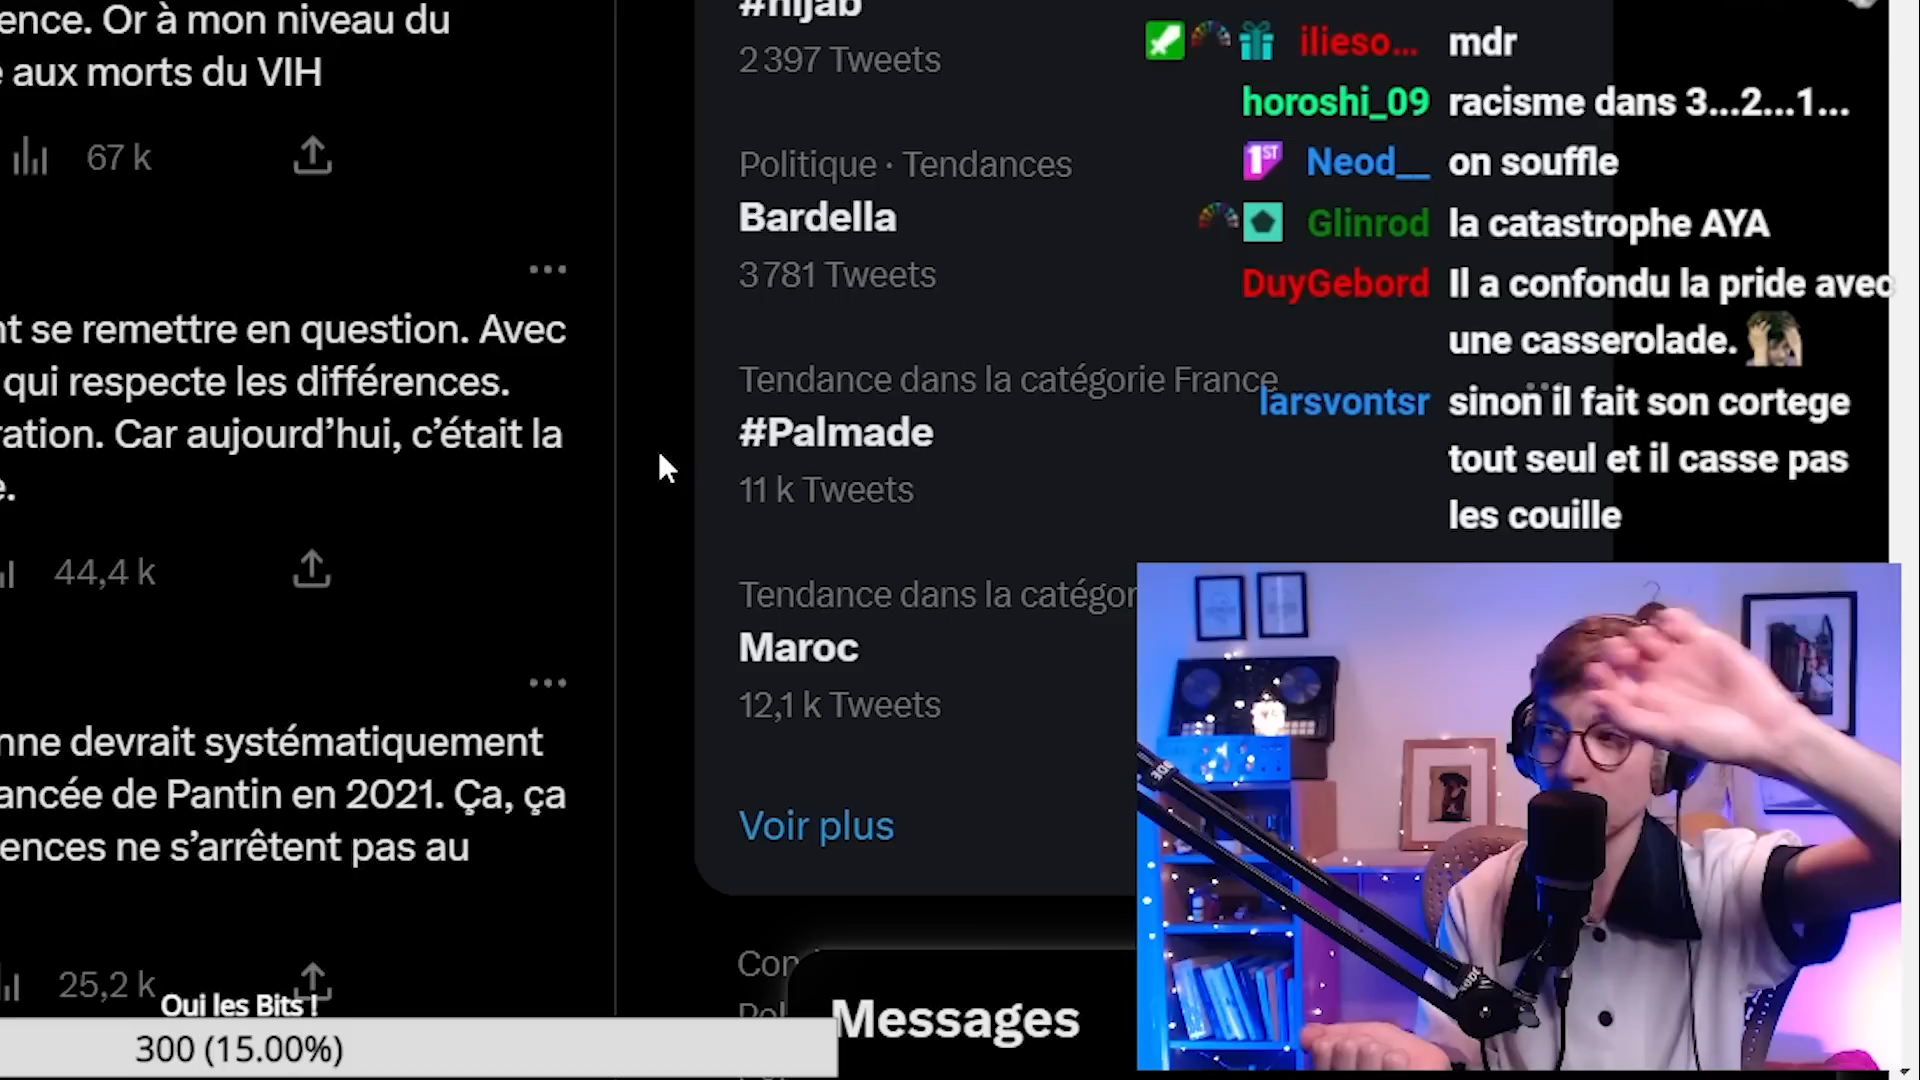 ence. Or à mon niveau du
aux morts du VIH
67 k
nt se remettre en question. Avec
qui respecte les différences.
ration. Car aujourd’hui, c’était la
e.
44,4 k
nne devrait systématiquement
ancée de Pantin en 2021. Ça, ça
ences ne s’arrêtent pas au
25,2 k
Oui les Bits !
300 (15.00%)
#hijab
2 397 Tweets
Politique · Tendances
Bardella
3 781 Tweets
Tendance dans la catégorie France
#Palmade
11 k Tweets
Tendance dans la catégor
Maroc
12,1 k Tweets
Voir plus
Con
Messages
ilieso... mdr
horoshi_09 racisme dans 3...2...1...
1ST Neod__ on souffle
Glinrod la catastrophe AYA
DuyGebord Il a confondu la pride avec
une casserolade.
larsvontsr sinon il fait son cortege
tout seul et il casse pas
les couille
RODE
RODE